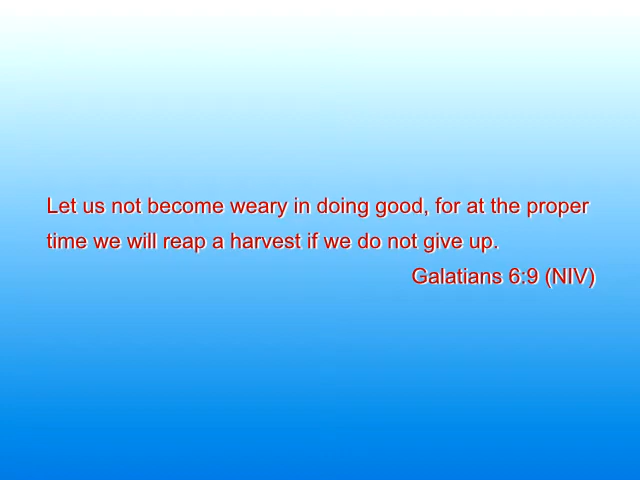 Let us not become weary in doing good, for at the proper
time we will reap a harvest if we do not give up.
Galatians 6:9 (NIV)